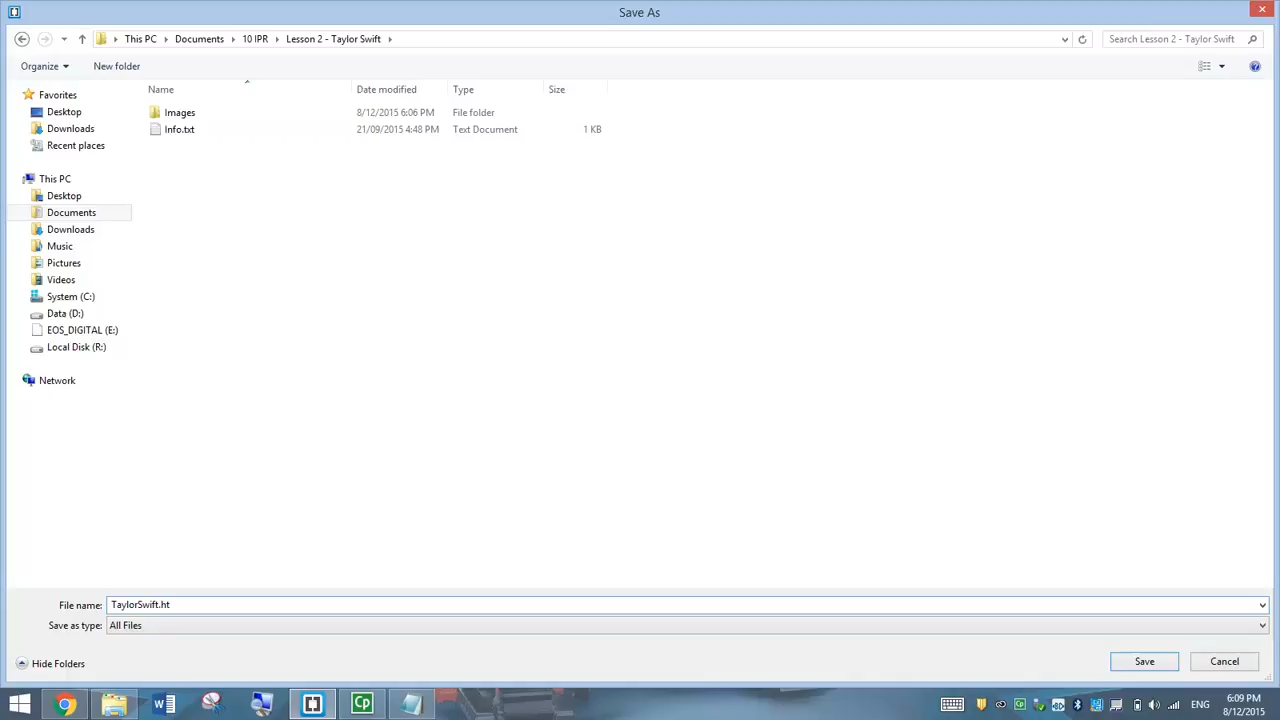 Save As
This PC Documents 10 IPR Lesson 2 - Taylor Swift Search Lesson 2 - Taylor Swift
Organize New folder
Name Date modified Type Size
Images 8/12/2015 6:06 PM File folder
Info.txt 21/09/2015 4:48 PM Text Document 1 KB
Favorites
Desktop
Downloads
Recent places
This PC
Desktop
Documents
Downloads
Music
Pictures
Videos
System (C:)
Data (D:)
EOS_DIGITAL (E:)
Local Disk (R:)
Network
File name: TaylorSwift.ht
Save as type: All Files
Hide Folders Save Cancel
Cp ENG 6:09 PM
8/12/2015